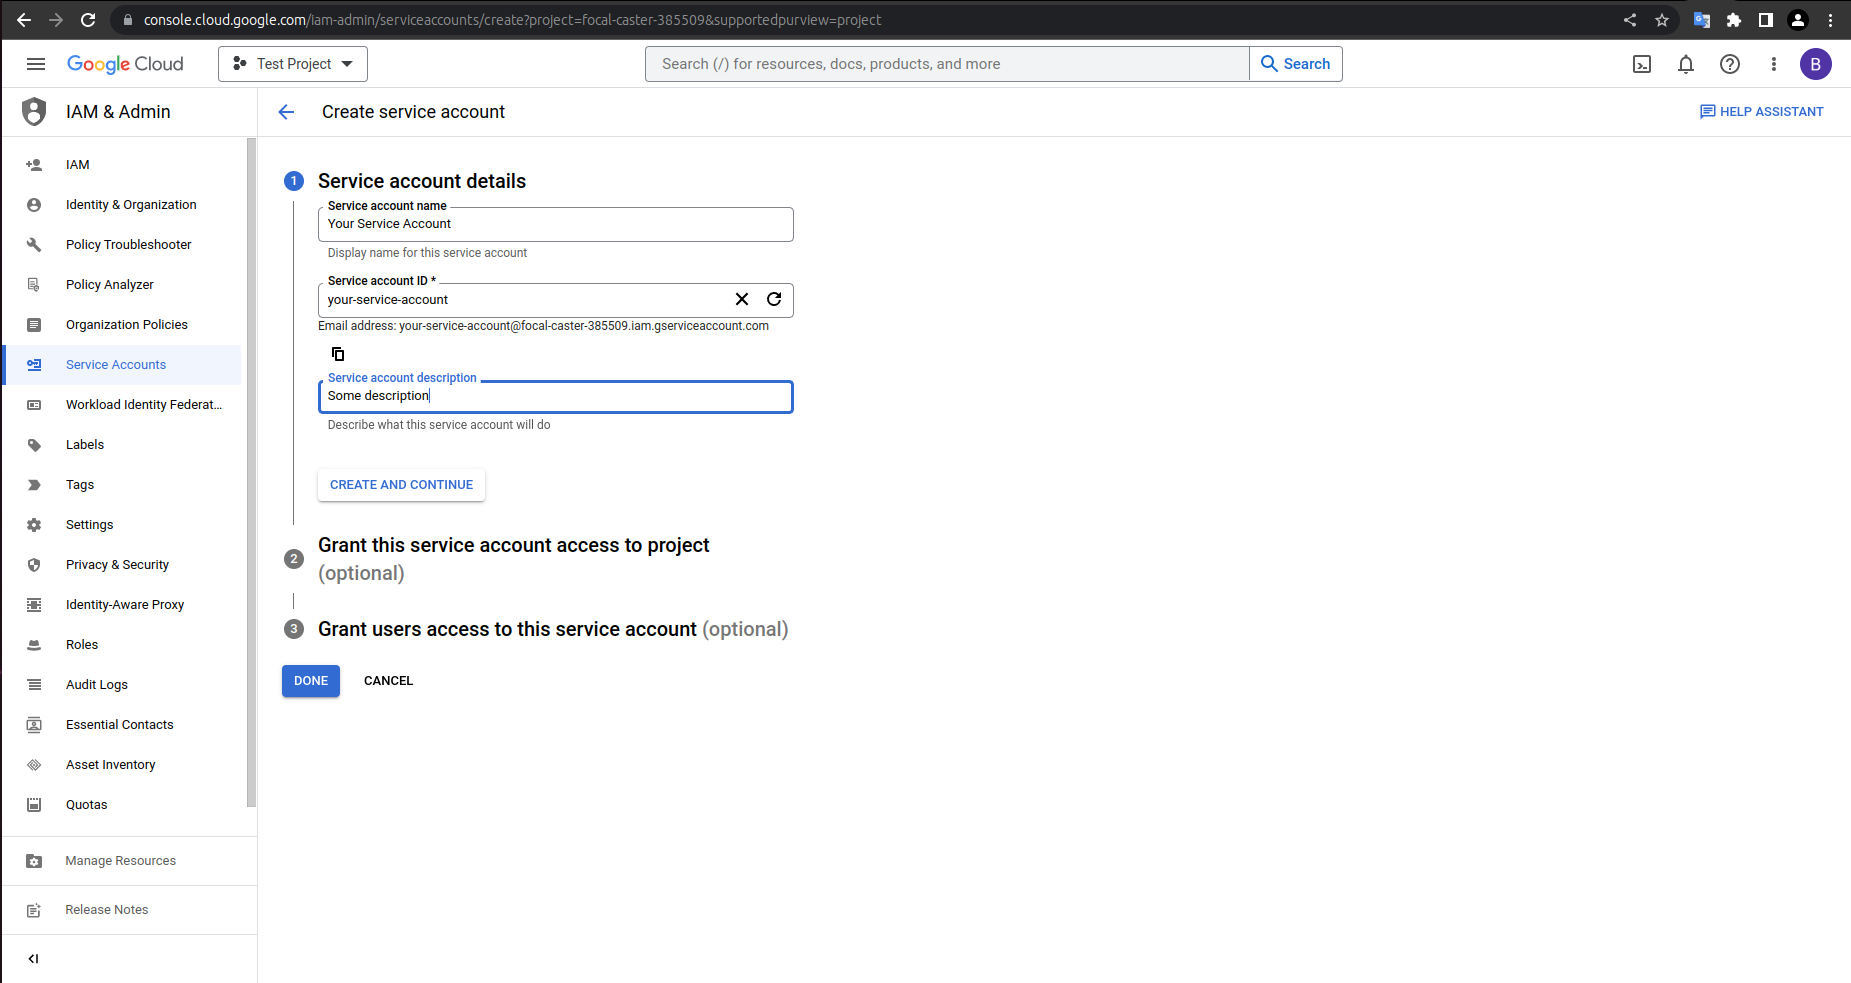 console.cloud.google.com/iam-admin/serviceaccounts/create?project=focal-caster-385509&supportedpurview=project
Google Cloud
Test Project
Search (/) for resources, docs, products, and more
Search
B
IAM & Admin
Create service account
HELP ASSISTANT
IAM
Identity & Organization
Policy Troubleshooter
Policy Analyzer
Organization Policies
Service Accounts
Workload Identity Federat...
Labels
Tags
Settings
Privacy & Security
Identity-Aware Proxy
Roles
Audit Logs
Essential Contacts
Asset Inventory
Quotas
Manage Resources
Release Notes
1 Service account details
Service account name
Your Service Account
Display name for this service account
Service account ID *
your-service-account
Email address: your-service-account@focal-caster-385509.iam.gserviceaccount.com
Service account description
Some description
Describe what this service account will do
CREATE AND CONTINUE
2 Grant this service account access to project
(optional)
3 Grant users access to this service account (optional)
DONE CANCEL